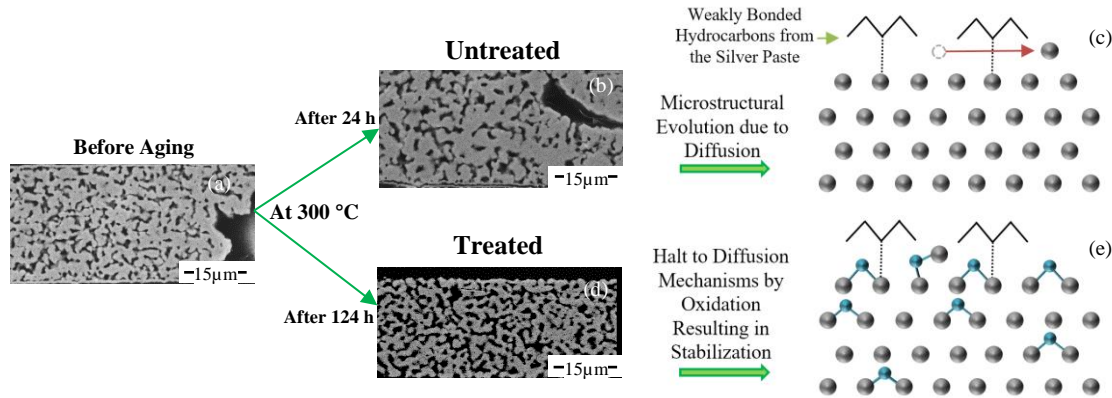 Before Aging
(a)
15µm
At 300 °C
After 24 h
After 124 h
Untreated
(b)
15µm
Treated
(d)
15µm
Weakly Bonded
Hydrocarbons from
the Silver Paste
(c)
Microstructural
Evolution due to
Diffusion
(e)
Halt to Diffusion
Mechanisms by
Oxidation
Resulting in
Stabilization